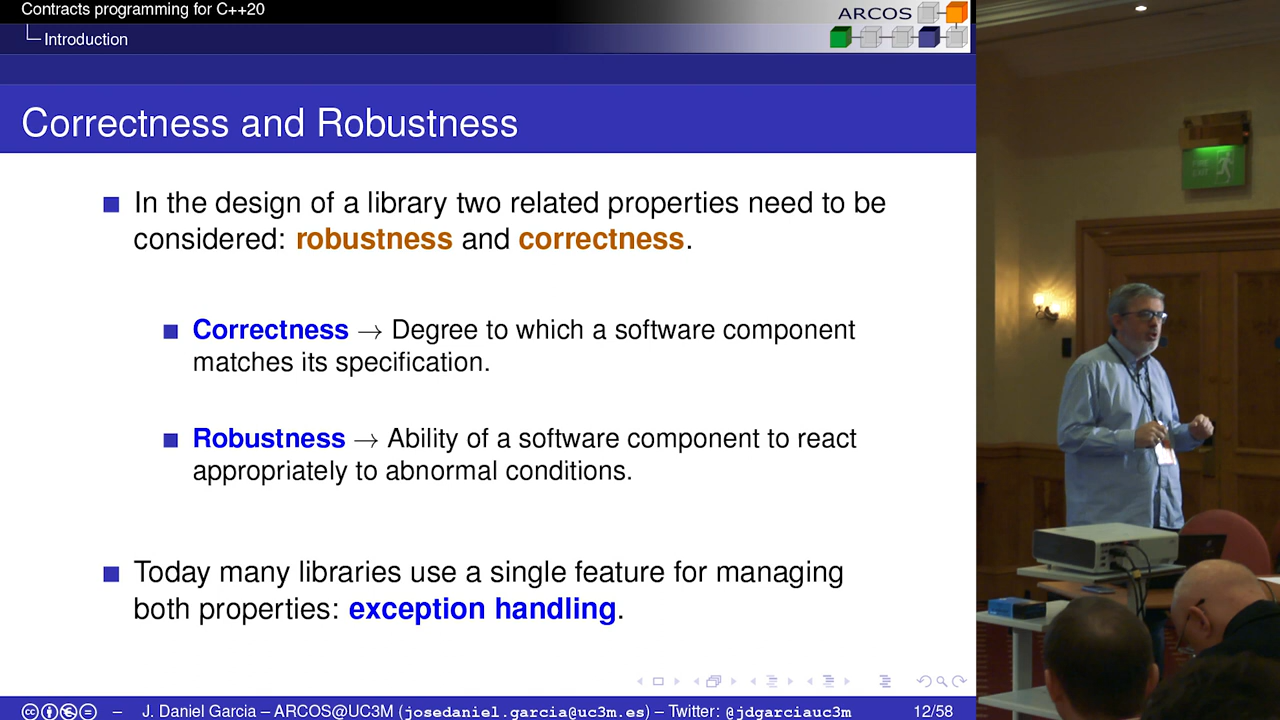 Contracts programming for C++20
Introduction
ARCOS
Correctness and Robustness
In the design of a library two related properties need to be
considered: robustness and correctness.
Correctness → Degree to which a software component
matches its specification.
Robustness → Ability of a software component to react
appropriately to abnormal conditions.
Today many libraries use a single feature for managing
both properties: exception handling.
– J. Daniel Garcia – ARCOS@UC3M (josedaniel.garcia@uc3m.es) – Twitter: @jdgarciauc3m 12/58